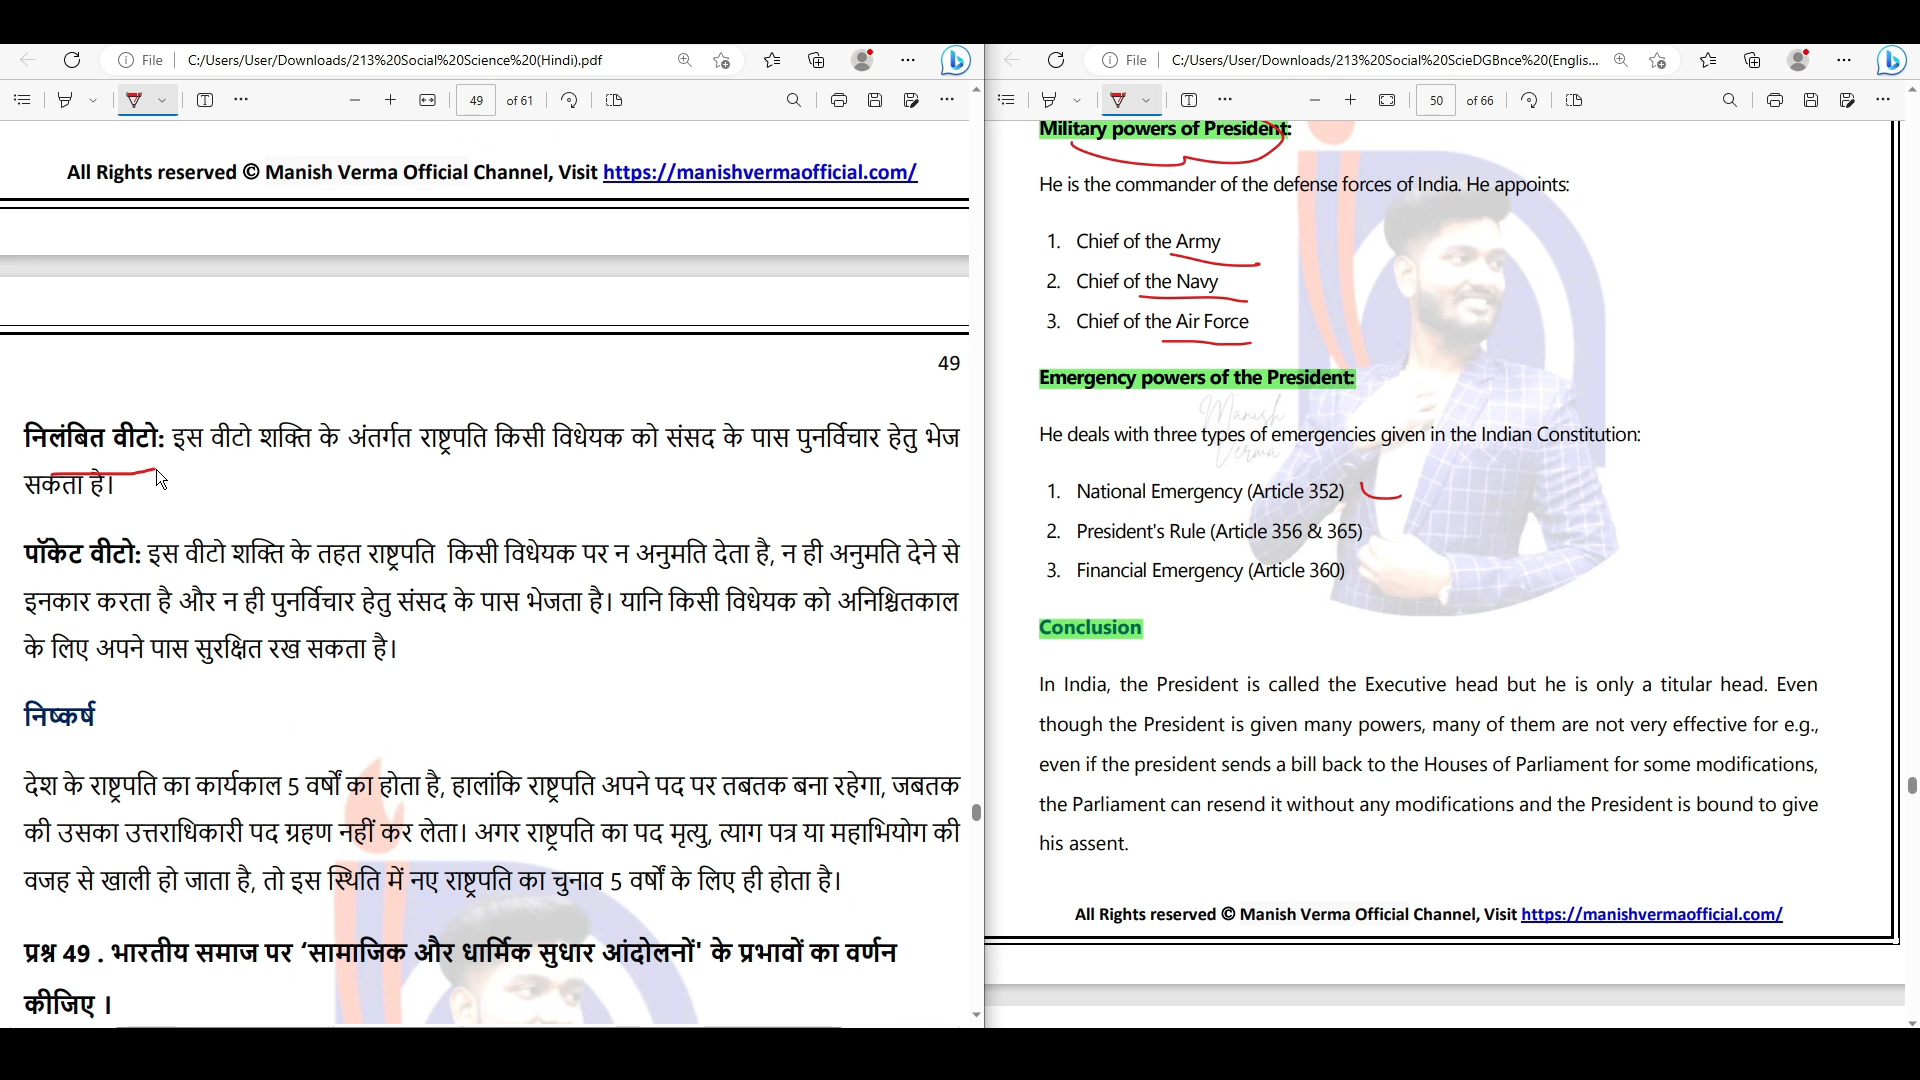 File C:/Users/User/Downloads/213%20Social%20Science%20(Hindi).pdf
49 of 61
All Rights reserved © Manish Verma Official Channel, Visit https://manishvermaofficial.com/
49
निलंबित वीटो: इस वीटो शक्ति के अंतर्गत राष्ट्रपति किसी विधेयक को संसद के पास पुनर्विचार हेतु भेज
सकता है।
पॉकेट वीटो: इस वीटो शक्ति के तहत राष्ट्रपति किसी विधेयक पर न अनुमति देता है, न ही अनुमति देने से
इनकार करता है और न ही पुनर्विचार हेतु संसद के पास भेजता है। यानि किसी विधेयक को अनिश्चितकाल
के लिए अपने पास सुरक्षित रख सकता है।
निष्कर्ष
देश के राष्ट्रपति का कार्यकाल 5 वर्षों का होता है, हालांकि राष्ट्रपति अपने पद पर तबतक बना रहेगा, जबतक
की उसका उत्तराधिकारी पद ग्रहण नहीं कर लेता। अगर राष्ट्रपति का पद मृत्यु, त्याग पत्र या महाभियोग की
वजह से खाली हो जाता है, तो इस स्थिति में नए राष्ट्रपति का चुनाव 5 वर्षों के लिए ही होता है।
प्रश्न 49 . भारतीय समाज पर ‘सामाजिक और धार्मिक सुधार आंदोलनों' के प्रभावों का वर्णन
कीजिए ।
File C:/Users/User/Downloads/213%20Social%20ScieDGBnce%20(Englis...
50 of 66
Military powers of President:
He is the commander of the defense forces of India. He appoints:
1. Chief of the Army
2. Chief of the Navy
3. Chief of the Air Force
Emergency powers of the President:
Manish
Verma
He deals with three types of emergencies given in the Indian Constitution:
1. National Emergency (Article 352)
2. President's Rule (Article 356 & 365)
3. Financial Emergency (Article 360)
Conclusion
In India, the President is called the Executive head but he is only a titular head. Even
though the President is given many powers, many of them are not very effective for e.g.,
even if the president sends a bill back to the Houses of Parliament for some modifications,
the Parliament can resend it without any modifications and the President is bound to give
his assent.
All Rights reserved © Manish Verma Official Channel, Visit https://manishvermaofficial.com/